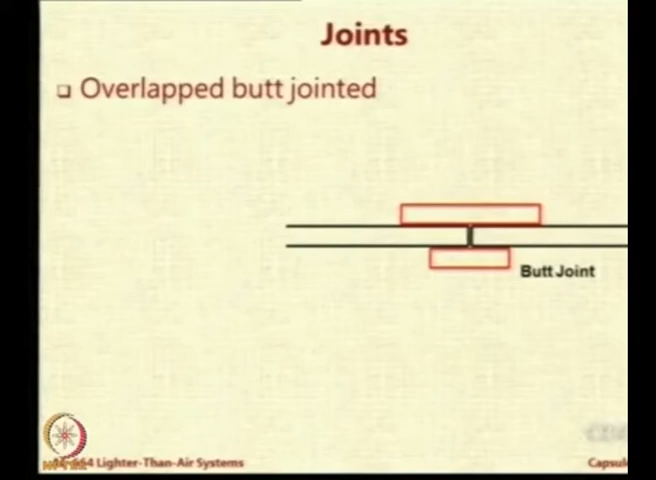 Joints
Overlapped butt jointed
Butt Joint
Lighter-Than-Air Systems